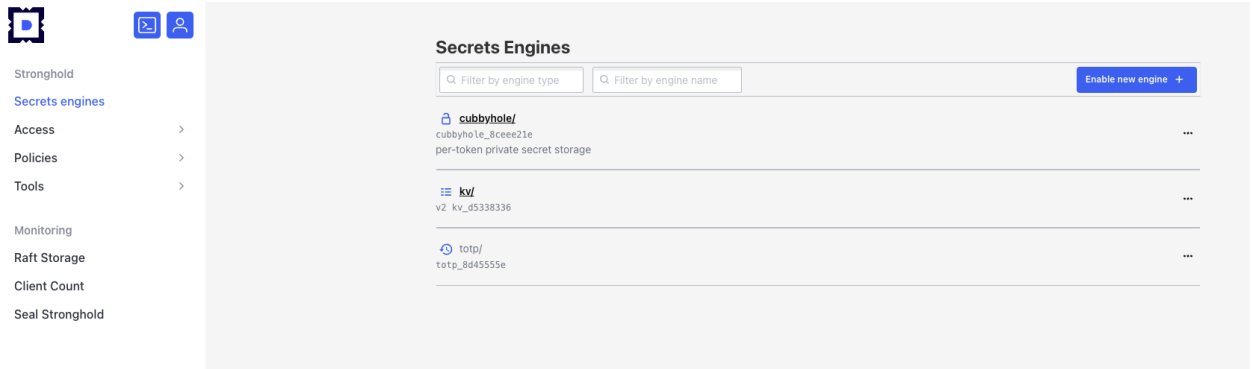 Stronghold
Secrets engines
Access
Policies
Tools
Monitoring
Raft Storage
Client Count
Seal Stronghold
Secrets Engines
Filter by engine type
Filter by engine name
Enable new engine +
cubbyhole/
cubbyhole_8ceee21e
per-token private secret storage
kv/
v2 kv_d5338336
totp/
totp_8d45555e